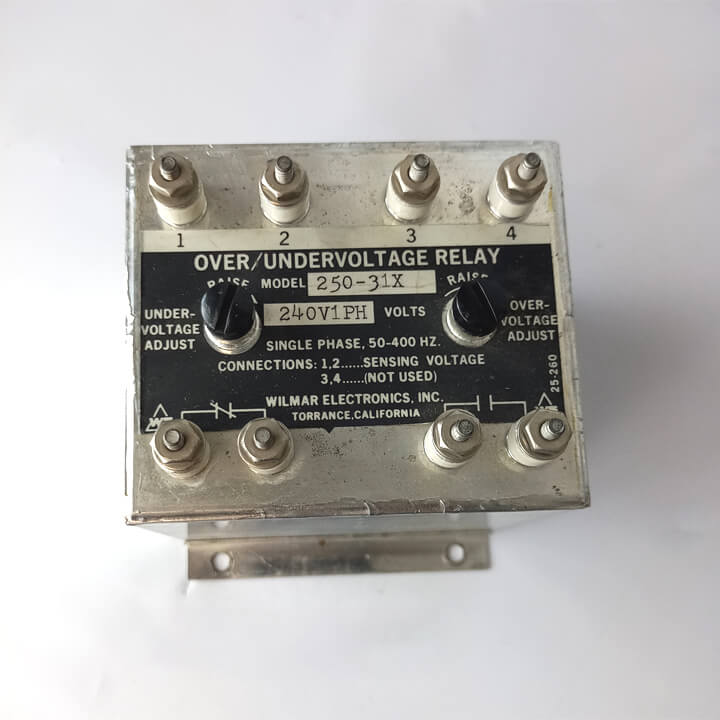 1 2 3 4
OVER/UNDERVOLTAGE RELAY
RAISE MODEL 250-31X RAISE
240V1PH VOLTS
UNDER-
VOLTAGE
ADJUST
OVER-
VOLTAGE
ADJUST
SINGLE PHASE, 50-400 HZ.
CONNECTIONS: 1,2......SENSING VOLTAGE
3,4......(NOT USED)
WILMAR ELECTRONICS, INC.
TORRANCE, CALIFORNIA
25-260